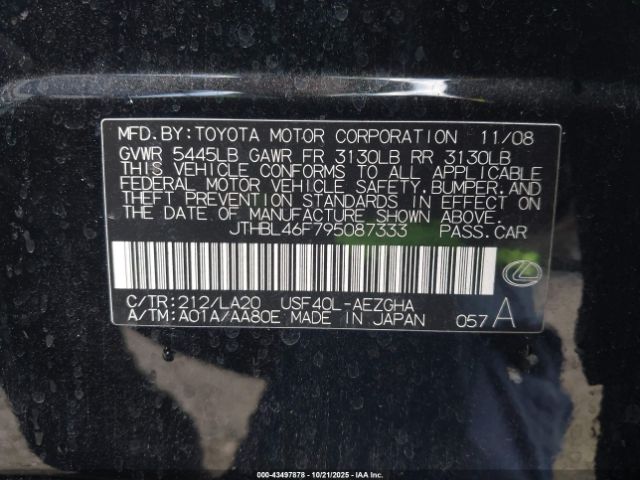 MFD.BY:TOYOTA MOTOR CORPORATION 11/08
GVWR 5445LB GAWR FR 3130LB RR 3130LB
THIS VEHICLE CONFORMS TO ALL APPLICABLE
FEDERAL MOTOR VEHICLE SAFETY,BUMPER,AND
THEFT PREVENTION STANDARDS IN EFFECT ON
THE DATE OF MANUFACTURE SHOWN ABOVE.
JTHBL46F795087333 PASS.CAR
C/TR:212/LA20 USF40L-AEZGHA
A/TM:A01A/AA80E MADE IN JAPAN 057 A
000-43497878 - 10/21/2025 - IAA Inc.